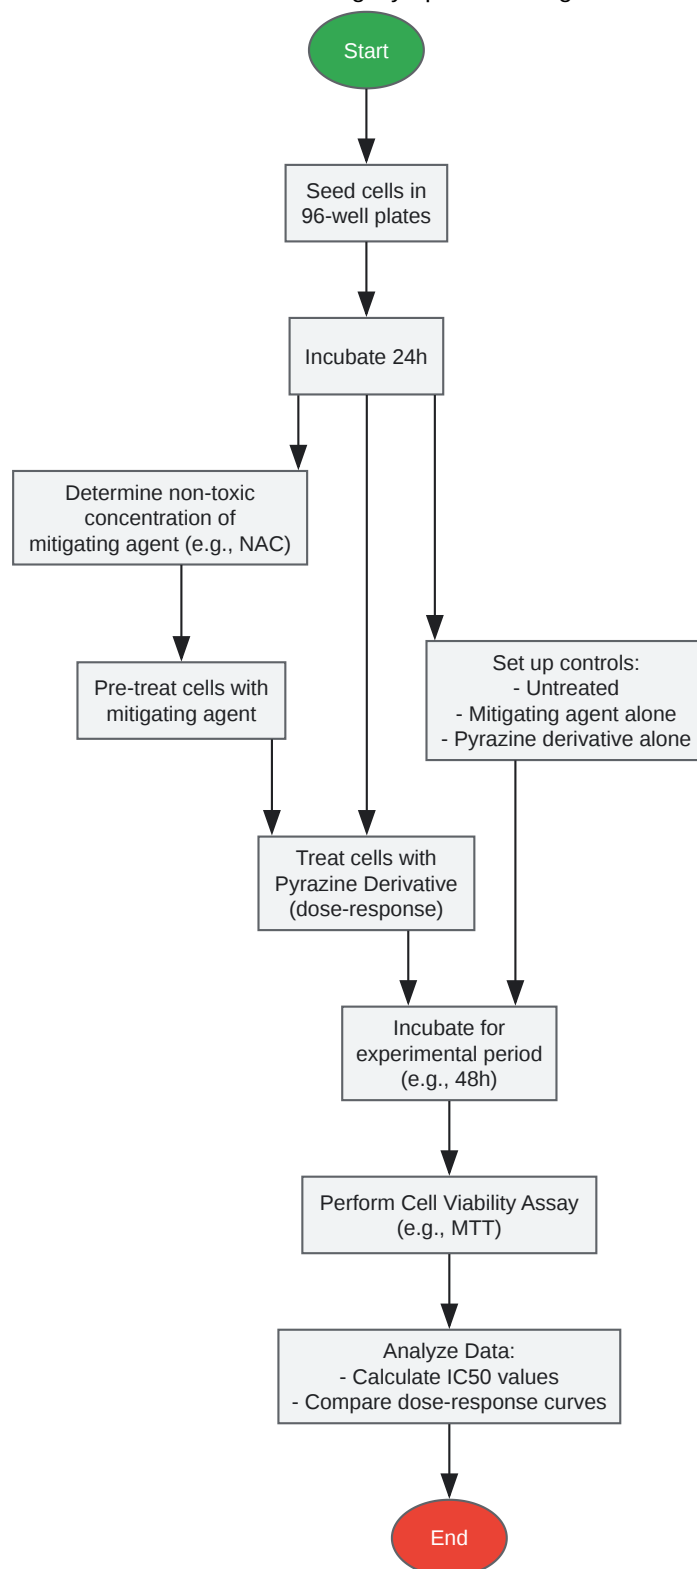 Start
Seed cells in
96-well plates
Incubate 24h
Determine non-toxic
concentration of
mitigating agent (e.g., NAC)
Pre-treat cells with
mitigating agent
Set up controls:
- Untreated
- Mitigating agent alone
- Pyrazine derivative alone
Treat cells with
Pyrazine Derivative
(dose-response)
Incubate for
experimental period
(e.g., 48h)
Perform Cell Viability Assay
(e.g., MTT)
Analyze Data:
- Calculate IC50 values
- Compare dose-response curves
End